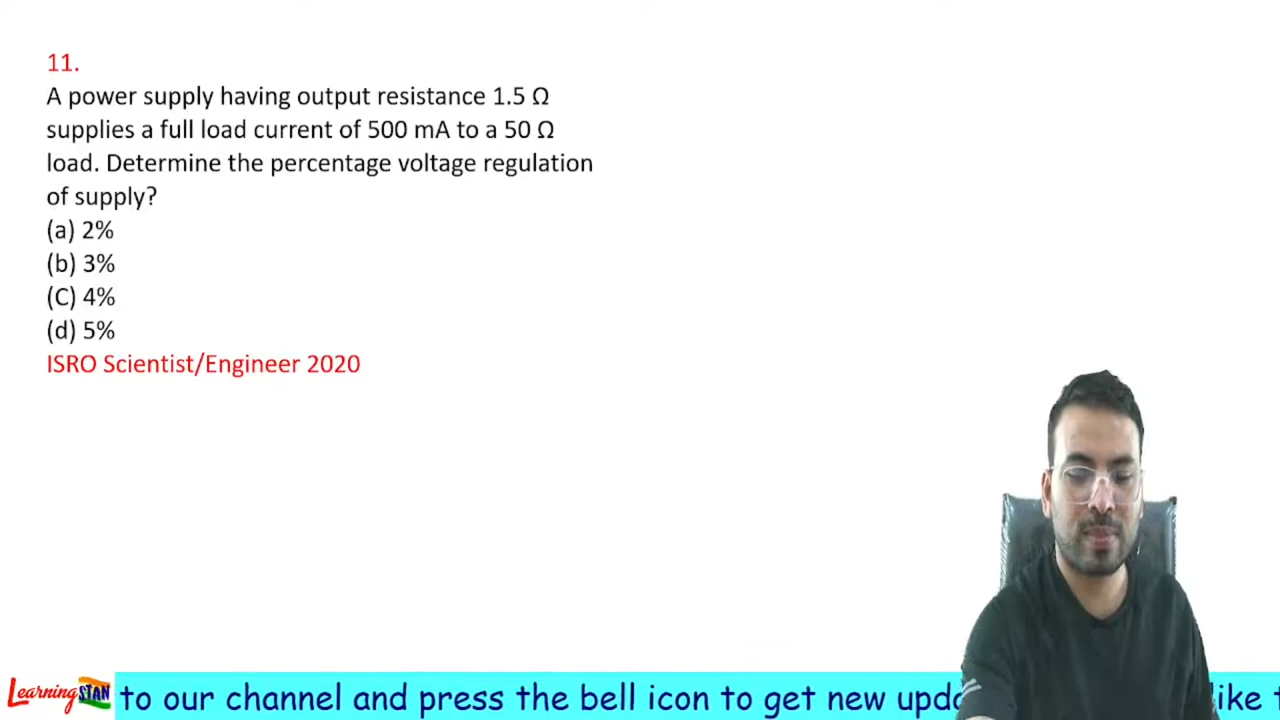 11.
A power supply having output resistance 1.5 Ω
supplies a full load current of 500 mA to a 50 Ω
load. Determine the percentage voltage regulation
of supply?
(a) 2%
(b) 3%
(C) 4%
(d) 5%
ISRO Scientist/Engineer 2020
LearningSTAN
to our channel and press the bell icon to get new like